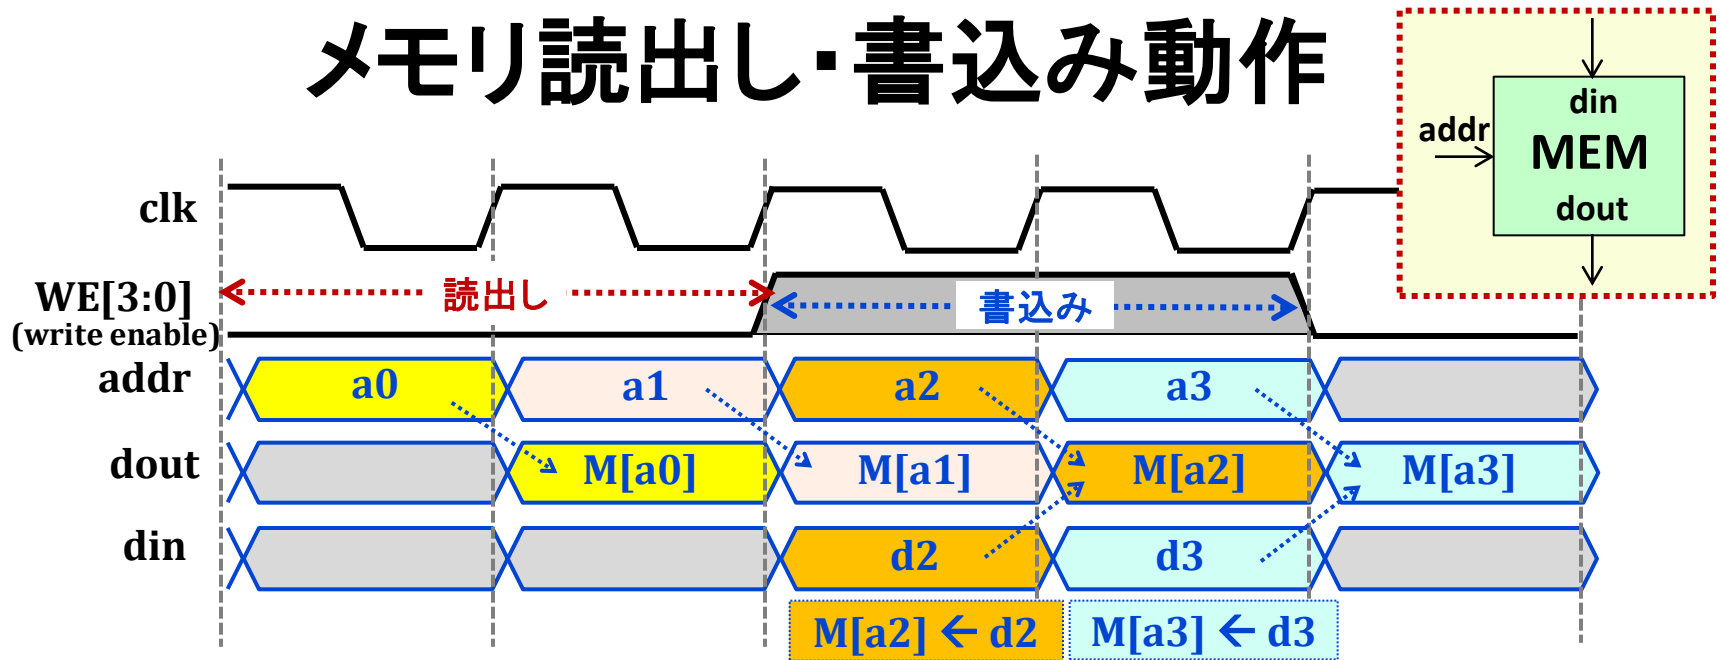 メモリ読出し・書込み動作
din
addr
MEM
dout
clk
WE[3:0]
(write enable)
読出し
書込み
addr
a0
a1
a2
a3
dout
M[a0]
M[a1]
M[a2]
M[a3]
din
d2
d3
M[a2] ← d2
M[a3] ← d3